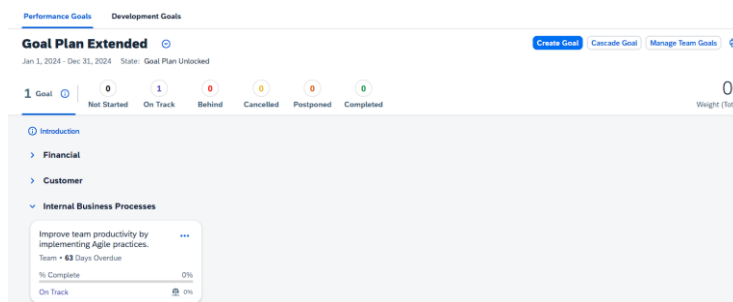 Performance Goals Development Goals
Goal Plan Extended
Create Goal Cascade Goal Manage Team Goals
Jan 1, 2024 - Dec 31, 2024 State: Goal Plan Unlocked
1 Goal
0 1 0 0 0 0
Not Started On Track Behind Cancelled Postponed Completed
0
Weight
Introduction
Financial
Customer
Internal Business Processes
Improve team productivity by
implementing Agile practices.
Team • 63 Days Overdue
% Complete 0%
On Track 0%